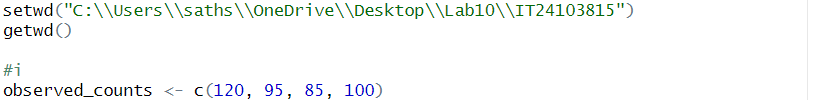 setwd("C:\\Users\\saths\\OneDrive\\Desktop\\Lab10\\IT24103815")
getwd()
#i
observed_counts <- c(120, 95, 85, 100)